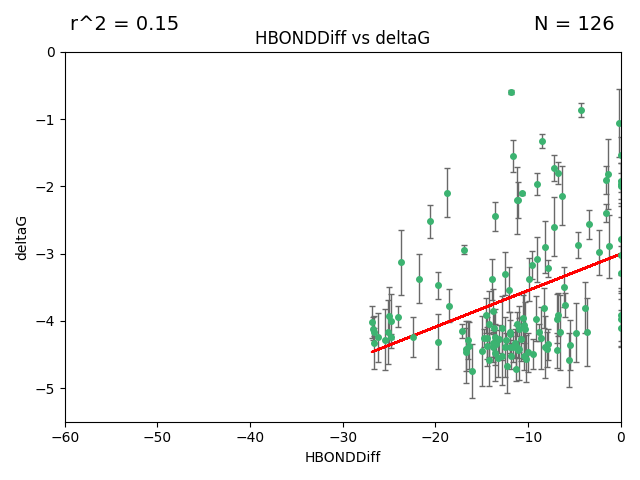 r^2 = 0.15
N = 126
HBONDDiff vs deltaG
deltaG
0
−1
−2
−3
−4
−5
−60
−50
−40
−30
−20
−10
0
HBONDDiff